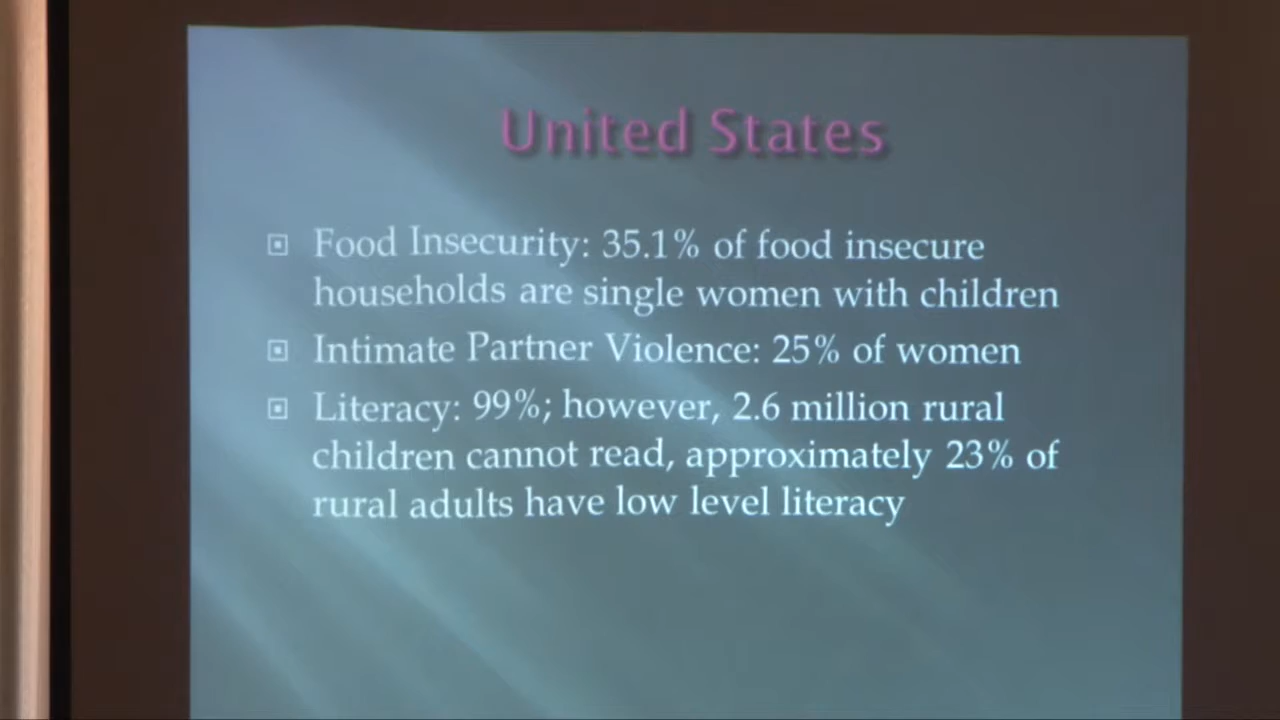 United States
Food Insecurity: 35.1% of food insecure
households are single women with children
Intimate Partner Violence: 25% of women
Literacy: 99%; however, 2.6 million rural
children cannot read, approximately 23% of
rural adults have low level literacy